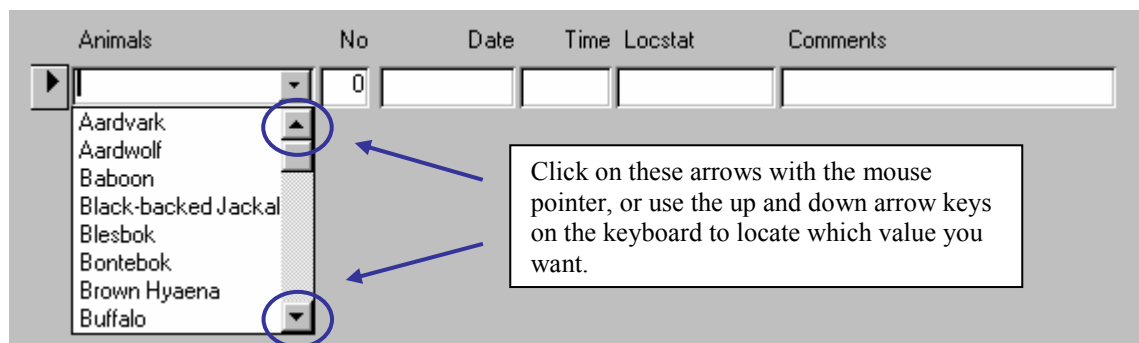 Animals No Date Time Locstat Comments
0
Aardvark
Aardwolf
Baboon
Black-backed Jackal
Blesbok
Bontebok
Brown Hyaena
Buffalo
Click on these arrows with the mouse
pointer, or use the up and down arrow keys
on the keyboard to locate which value you
want.